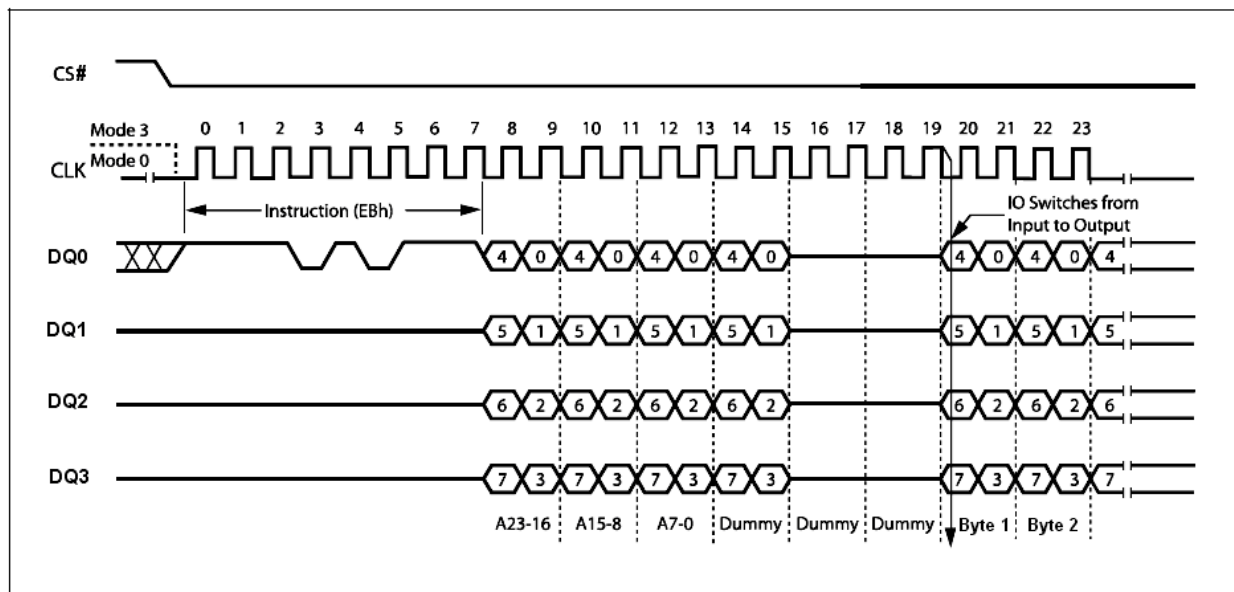 CS#
Mode 3
0 1 2 3 4 5 6 7 8 9 10 11 12 13 14 15 16 17 18 19 20 21 22 23
Mode 0
CLK
Instruction (EBh)
IO Switches from
Input to Output
DQ0 4 0 4 0 4 0 4 0 4 0 4 0 4
DQ1 5 1 5 1 5 1 5 1 5 1 5 1 5
DQ2 6 2 6 2 6 2 6 2 6 2 6 2 6
DQ3 7 3 7 3 7 3 7 3 7 3 7 3 7
A23-16 A15-8 A7-0 Dummy Dummy Dummy Byte 1 Byte 2